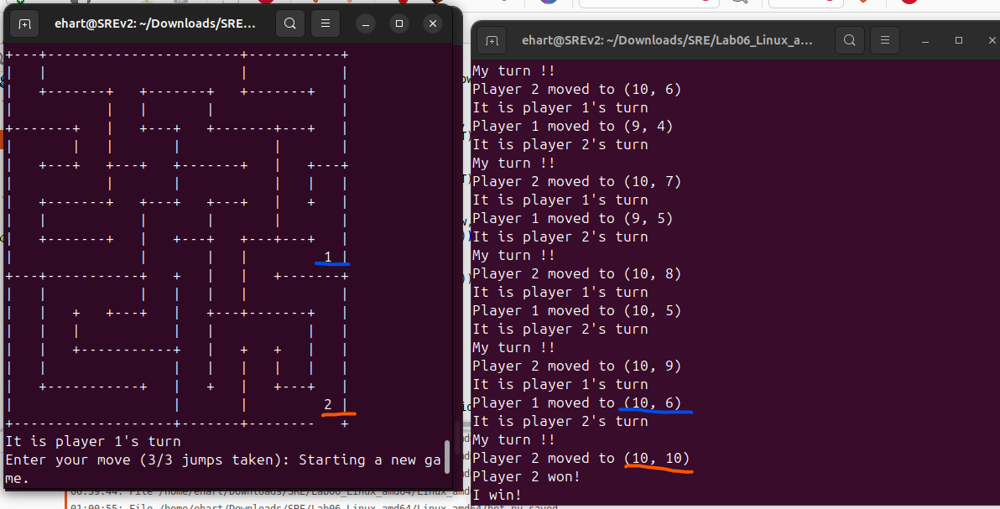 ehart@SREv2: ~/Downloads/SRE...
1
2
It is player 1's turn
Enter your move (3/3 jumps taken): Starting a new ga
me.
ehart@SREv2: ~/Downloads/SRE/Lab06_Linux_a...
My turn !!
Player 2 moved to (10, 6)
It is player 1's turn
Player 1 moved to (9, 4)
It is player 2's turn
My turn !!
Player 2 moved to (10, 7)
It is player 1's turn
Player 1 moved to (9, 5)
It is player 2's turn
My turn !!
Player 2 moved to (10, 8)
It is player 1's turn
Player 1 moved to (10, 5)
It is player 2's turn
My turn !!
Player 2 moved to (10, 9)
It is player 1's turn
Player 1 moved to (10, 6)
It is player 2's turn
My turn !!
Player 2 moved to (10, 10)
Player 2 won!
I win!